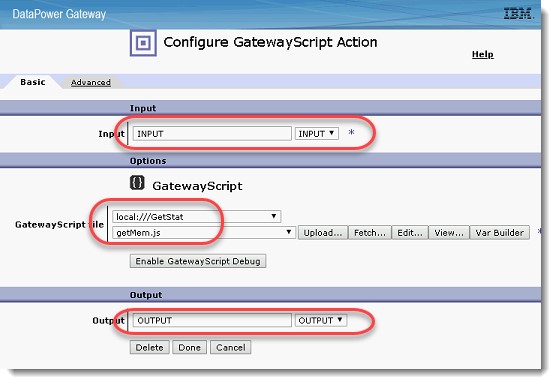 DataPower Gateway IBM
Configure GatewayScript Action
Help
Basic Advanced
Input
Input INPUT INPUT *
Options
{} GatewayScript
GatewayScript file local:///GetStat
getMem.js Upload... Fetch... Edit... View... Var Builder *
Enable GatewayScript Debug
Output
Output OUTPUT OUTPUT
Delete Done Cancel